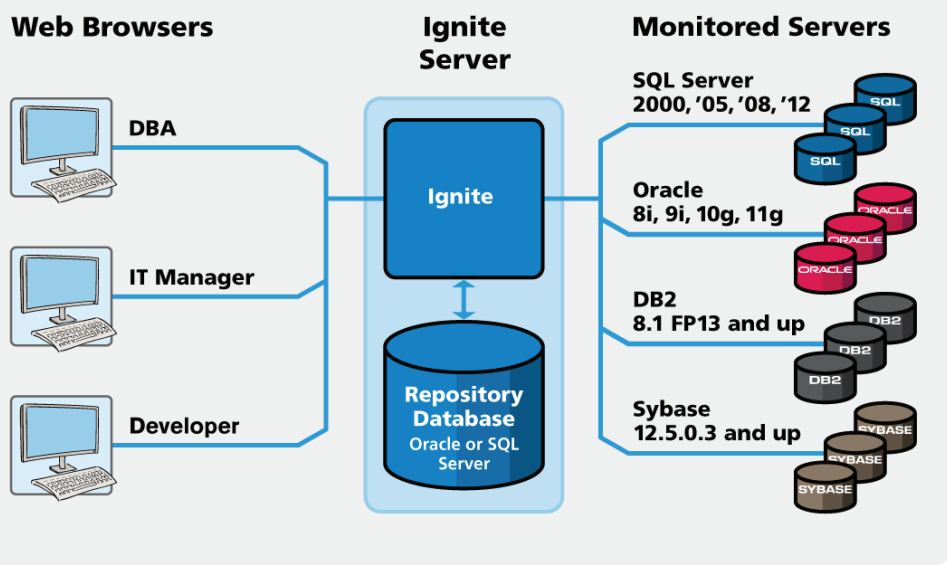 Web Browsers
Ignite
Server
Monitored Servers
DBA
IT Manager
Developer
Ignite
Repository
Database
Oracle or SQL
Server
SQL Server
2000, ’05, ’08, ’12
SQL
SQL
SQL
Oracle
8i, 9i, 10g, 11g
ORACLE
ORACLE
ORACLE
DB2
8.1 FP13 and up
DB2
DB2
DB2
Sybase
12.5.0.3 and up
SYBASE
SYBASE
SYBASE